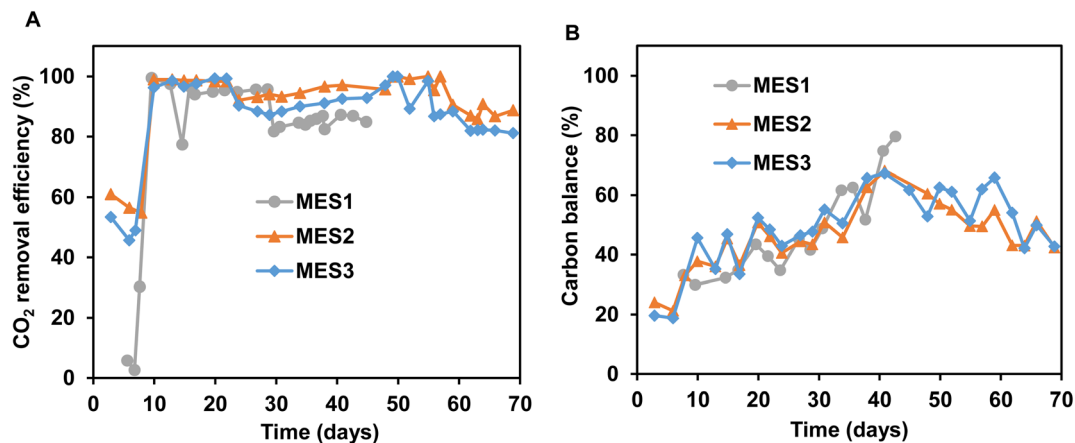 A
CO₂ removal efficiency (%)
100
80
60
40
20
0
MES1
MES2
MES3
0 10 20 30 40 50 60 70
Time (days)
B
Carbon balance (%)
100
80
60
40
20
0
MES1
MES2
MES3
0 10 20 30 40 50 60 70
Time (days)